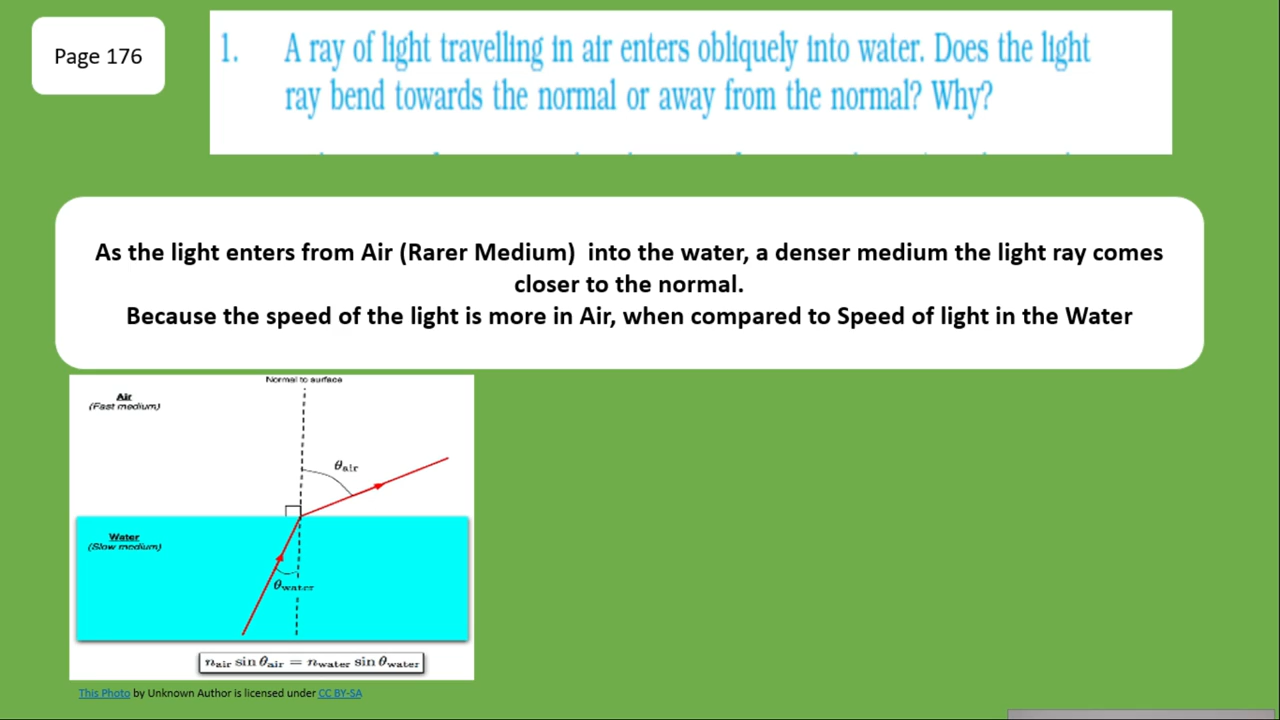 Page 176
1. A ray of light travelling in air enters obliquely into water. Does the light
ray bend towards the normal or away from the normal? Why?
As the light enters from Air (Rarer Medium) into the water, a denser medium the light ray comes
closer to the normal.
Because the speed of the light is more in Air, when compared to Speed of light in the Water
Normal to surface
Air
(Fast medium)
θair
Water
(Slow medium)
θwater
nair sin θair = nwater sin θwater
This Photo by Unknown Author is licensed under CC BY-SA